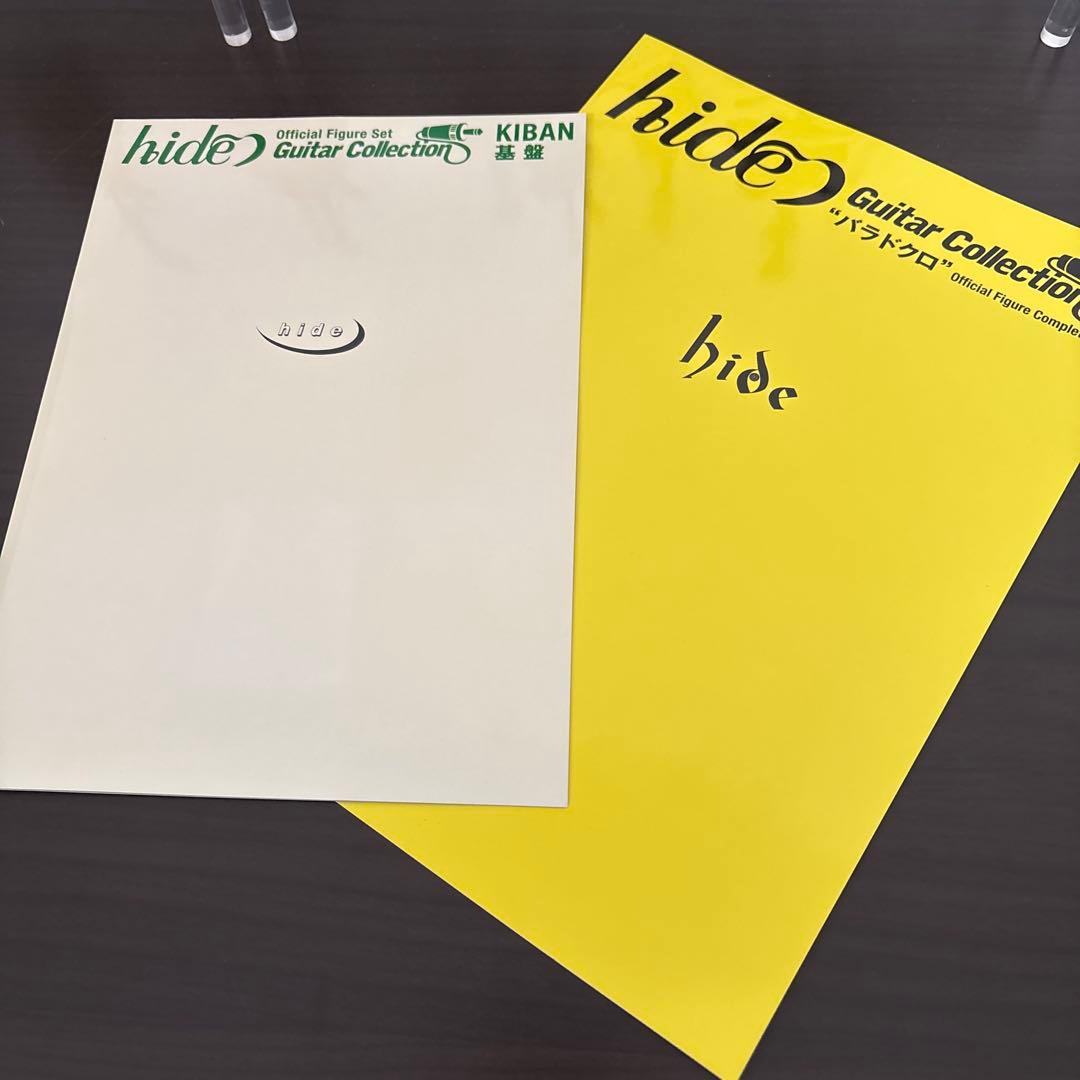 hide
Official Figure Set
Guitar Collection
KIBAN
基盤
hide
hide
Guitar Collection
“バラドクロ”
Official Figure
hide